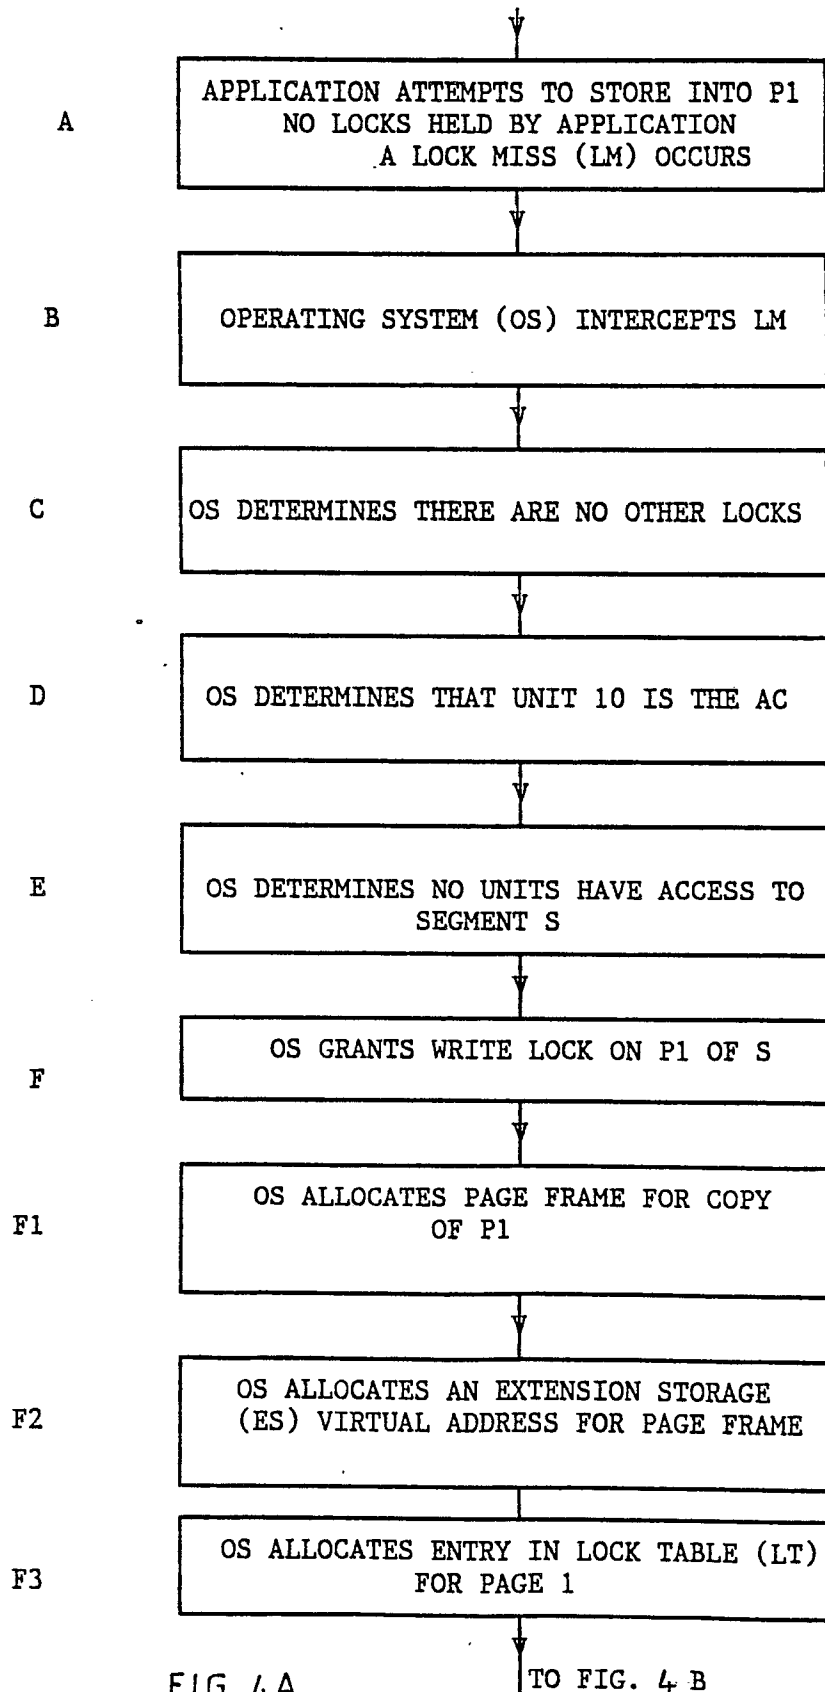 A
APPLICATION ATTEMPTS TO STORE INTO P1
NO LOCKS HELD BY APPLICATION
A LOCK MISS (LM) OCCURS
B
OPERATING SYSTEM (OS) INTERCEPTS LM
C
OS DETERMINES THERE ARE NO OTHER LOCKS
D
OS DETERMINES THAT UNIT 10 IS THE AC
E
OS DETERMINES NO UNITS HAVE ACCESS TO
SEGMENT S
F
OS GRANTS WRITE LOCK ON P1 OF S
F1
OS ALLOCATES PAGE FRAME FOR COPY
OF P1
F2
OS ALLOCATES AN EXTENSION STORAGE
(ES) VIRTUAL ADDRESS FOR PAGE FRAME
F3
OS ALLOCATES ENTRY IN LOCK TABLE (LT)
FOR PAGE 1
FIG 4A
TO FIG. 4 B